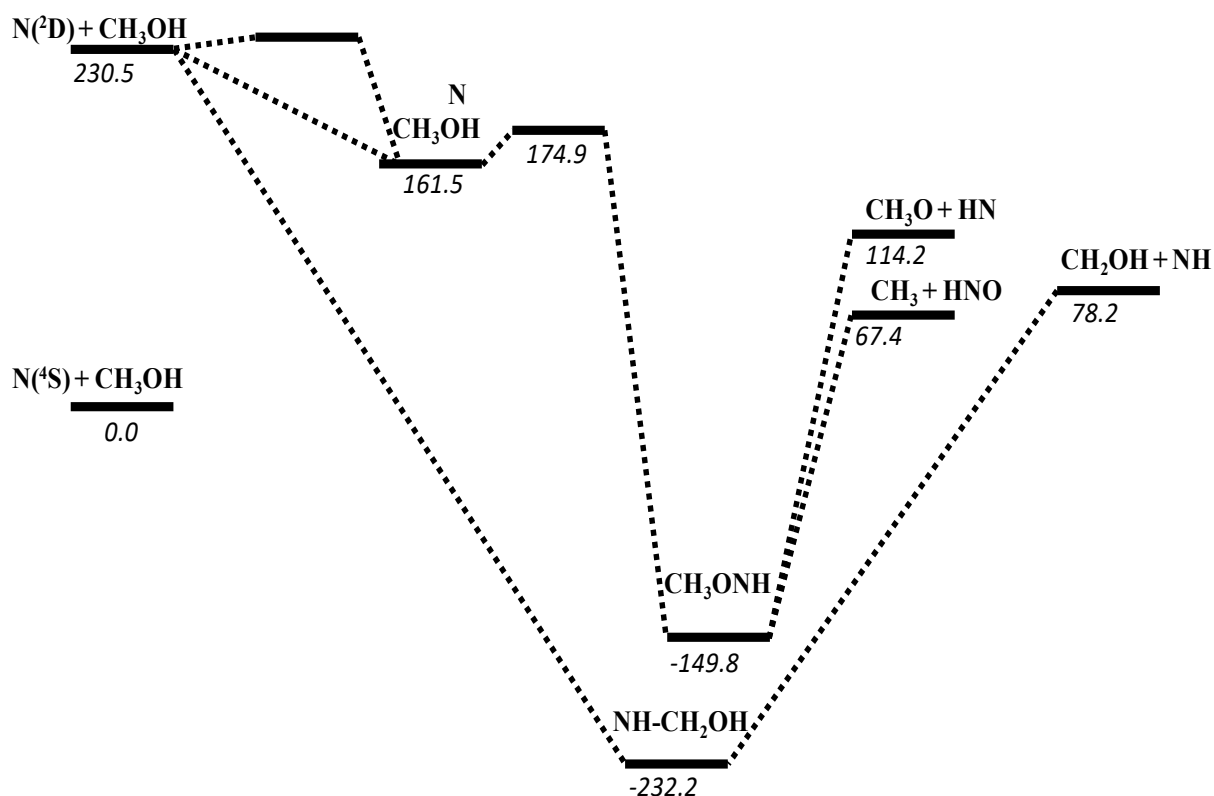 N(²D) + CH₃OH
230.5
N
CH₃OH
161.5
174.9
CH₃O + HN
114.2
CH₂OH + NH
78.2
CH₃ + HNO
67.4
N(⁴S) + CH₃OH
0.0
CH₃ONH
-149.8
NH-CH₂OH
-232.2